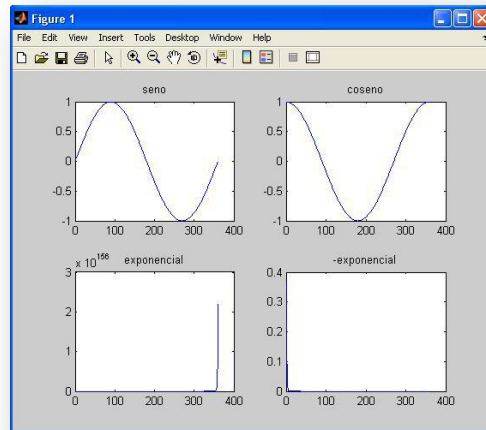 Figure 1
File Edit View Insert Tools Desktop Window Help
seno
1
0.5
0
-0.5
-1
0 100 200 300 400
coseno
1
0.5
0
-0.5
-1
0 100 200 300 400
x 10^156 exponencial
3
2
1
0
0 100 200 300 400
-exponencial
0.4
0.3
0.2
0.1
0
0 100 200 300 400